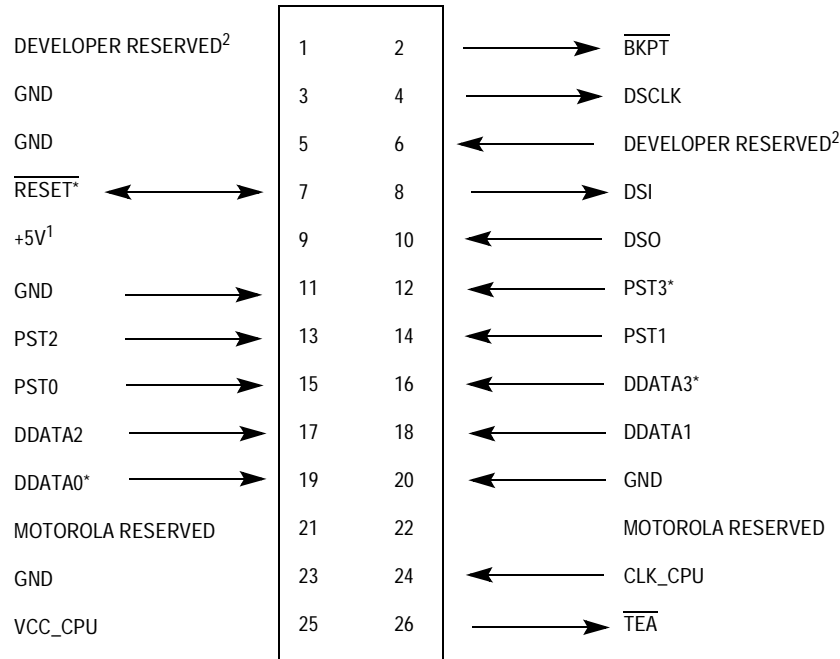 DEVELOPER RESERVED² 1 2 BKPT
GND 3 4 DSCLK
GND 5 6 DEVELOPER RESERVED²
RESET* 7 8 DSI
+5V¹ 9 10 DSO
GND 11 12 PST3*
PST2 13 14 PST1
PST0 15 16 DDATA3*
DDATA2 17 18 DDATA1
DDATA0* 19 20 GND
MOTOROLA RESERVED 21 22 MOTOROLA RESERVED
GND 23 24 CLK_CPU
VCC_CPU 25 26 TEA